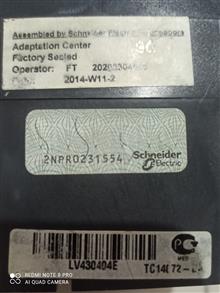 Assembled by Schneider
Adaptation Center
Factory Sealed
Operator: FT
2014-W11-2
2NPR0231554
Schneider
Electric
LV430404E
REDMI NOTE 8 PRO
AI QUAD CAMERA